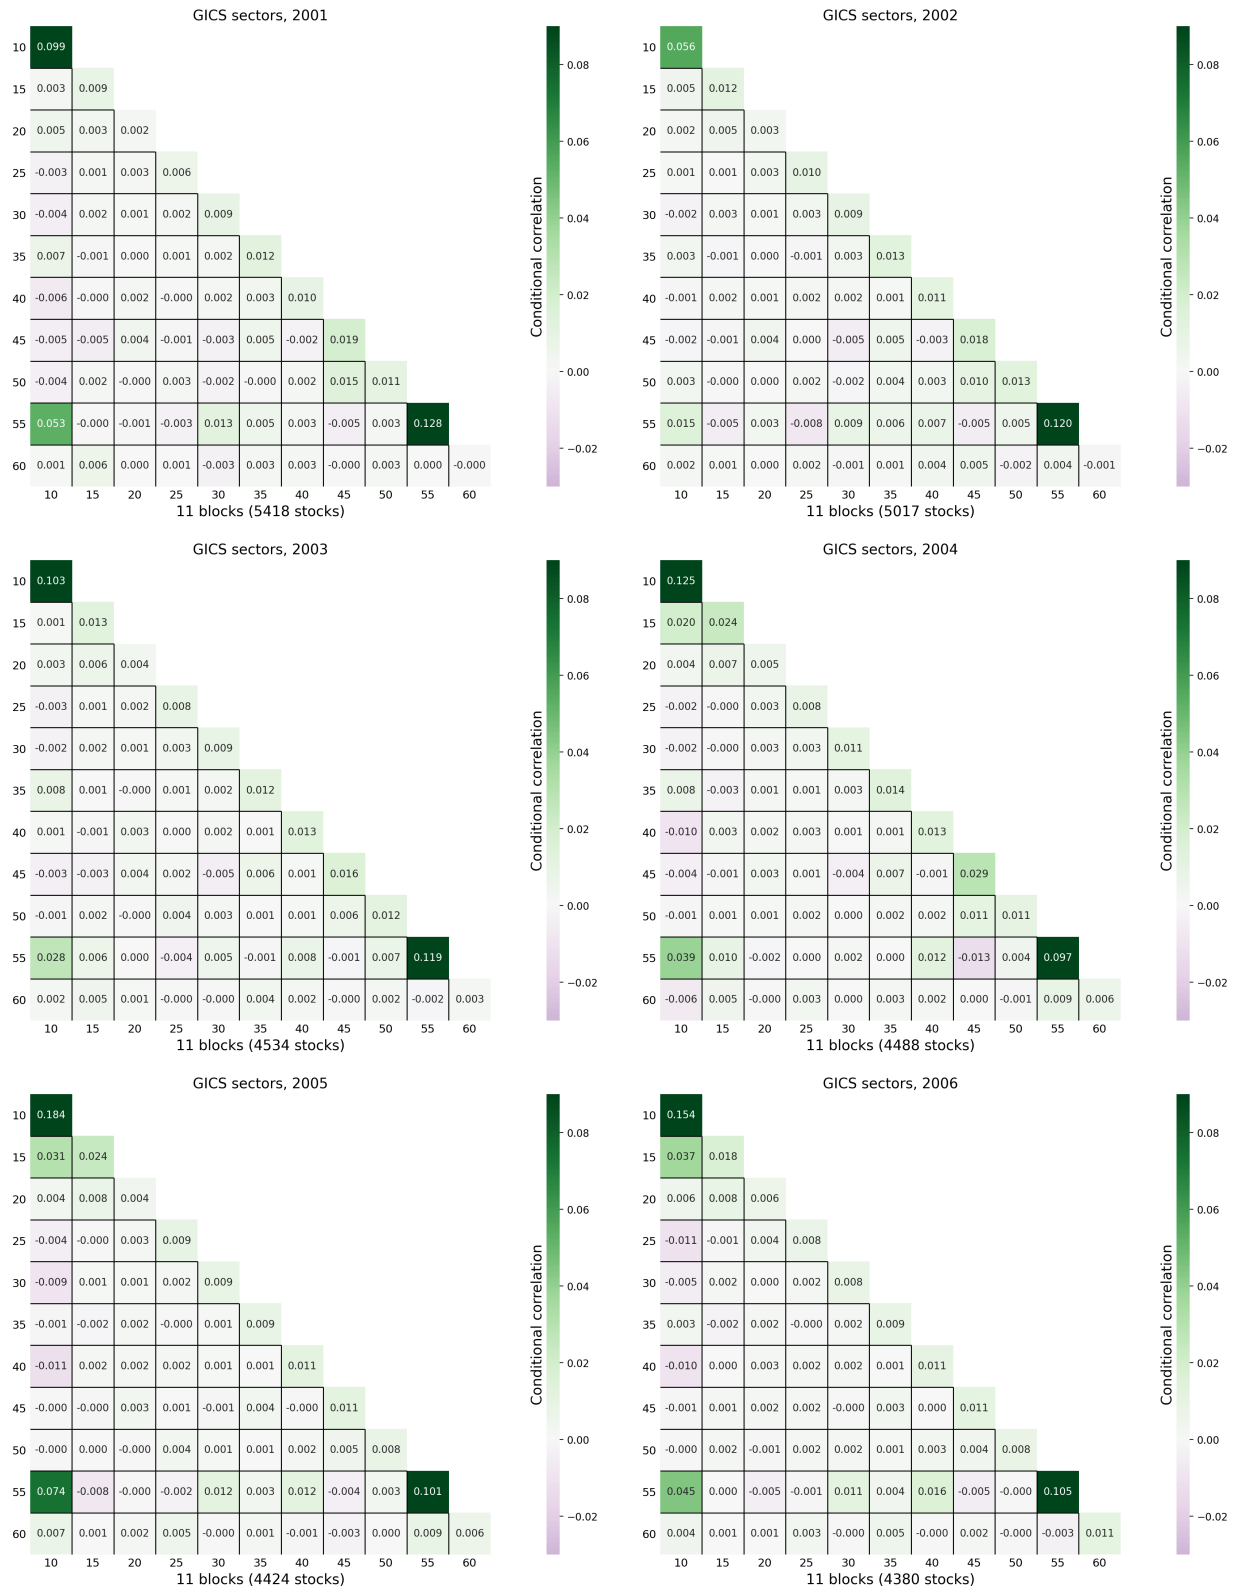 GICS sectors, 2001
10 0.099
15 0.003 0.009
20 0.005 0.003 0.002
25 -0.003 0.001 0.003 0.006
30 -0.004 0.002 0.001 0.002 0.009
35 0.007 -0.001 0.000 0.001 0.002 0.012
40 -0.006 -0.000 0.002 -0.000 0.002 0.003 0.010
45 -0.005 -0.005 0.004 -0.001 -0.003 0.005 -0.002 0.019
50 -0.004 0.002 -0.000 0.003 -0.002 -0.000 0.002 0.015 0.011
55 0.053 -0.000 -0.001 -0.003 0.013 0.005 0.003 -0.005 0.003 0.128
60 0.001 0.006 0.000 0.001 -0.003 0.003 0.003 -0.000 0.003 0.000 -0.000
10 15 20 25 30 35 40 45 50 55 60
11 blocks (5418 stocks)
Conditional correlation
0.08
0.06
0.04
0.02
0.00
−0.02
GICS sectors, 2002
10 0.056
15 0.005 0.012
20 0.002 0.005 0.003
25 0.001 0.001 0.003 0.010
30 -0.002 0.003 0.001 0.003 0.009
35 0.003 -0.001 0.000 -0.001 0.003 0.013
40 -0.001 0.002 0.001 0.002 0.002 0.001 0.011
45 -0.002 -0.001 0.004 0.000 -0.005 0.005 -0.003 0.018
50 0.003 -0.000 0.000 0.002 -0.002 0.004 0.003 0.010 0.013
55 0.015 -0.005 0.003 -0.008 0.009 0.006 0.007 -0.005 0.005 0.120
60 0.002 0.001 0.001 0.002 -0.001 0.001 0.004 0.005 -0.002 0.004 -0.001
10 15 20 25 30 35 40 45 50 55 60
11 blocks (5017 stocks)
Conditional correlation
0.08
0.06
0.04
0.02
0.00
−0.02
GICS sectors, 2003
10 0.103
15 0.001 0.013
20 0.003 0.006 0.004
25 -0.003 0.001 0.002 0.008
30 -0.002 0.002 0.001 0.003 0.009
35 0.008 0.001 -0.000 0.001 0.002 0.012
40 0.001 -0.001 0.003 0.000 0.002 0.001 0.013
45 -0.003 -0.003 0.004 0.002 -0.005 0.006 0.001 0.016
50 -0.001 0.002 -0.000 0.004 0.003 0.001 0.001 0.006 0.012
55 0.028 0.006 0.000 -0.004 0.005 -0.001 0.008 -0.001 0.007 0.119
60 0.002 0.005 0.001 -0.000 -0.000 0.004 0.002 -0.000 0.002 -0.002 0.003
10 15 20 25 30 35 40 45 50 55 60
11 blocks (4534 stocks)
Conditional correlation
0.08
0.06
0.04
0.02
0.00
−0.02
GICS sectors, 2004
10 0.125
15 0.020 0.024
20 0.004 0.007 0.005
25 -0.002 -0.000 0.003 0.008
30 -0.002 -0.000 0.003 0.003 0.011
35 0.008 -0.003 0.001 0.001 0.003 0.014
40 -0.010 0.003 0.002 0.003 0.001 0.001 0.013
45 -0.004 -0.001 0.003 0.001 -0.004 0.007 -0.001 0.029
50 -0.001 0.001 0.001 0.002 0.000 0.002 0.002 0.011 0.011
55 0.039 0.010 -0.002 0.000 0.002 0.000 0.012 -0.013 0.004 0.097
60 -0.006 0.005 -0.000 0.003 0.000 0.003 0.002 0.000 -0.001 0.009 0.006
10 15 20 25 30 35 40 45 50 55 60
11 blocks (4488 stocks)
Conditional correlation
0.08
0.06
0.04
0.02
0.00
−0.02
GICS sectors, 2005
10 0.184
15 0.031 0.024
20 0.004 0.008 0.004
25 -0.004 -0.000 0.003 0.009
30 -0.009 0.001 0.001 0.002 0.009
35 -0.001 -0.002 0.002 -0.000 0.001 0.009
40 -0.011 0.002 0.002 0.002 0.001 0.001 0.011
45 -0.000 -0.000 0.003 0.001 -0.001 0.004 -0.000 0.011
50 -0.000 0.000 -0.000 0.004 0.001 0.001 0.002 0.005 0.008
55 0.074 -0.008 -0.000 -0.002 0.012 0.003 0.012 -0.004 0.003 0.101
60 0.007 0.001 0.002 0.005 -0.000 0.001 -0.001 -0.003 0.000 0.009 0.006
10 15 20 25 30 35 40 45 50 55 60
11 blocks (4424 stocks)
Conditional correlation
0.08
0.06
0.04
0.02
0.00
−0.02
GICS sectors, 2006
10 0.154
15 0.037 0.018
20 0.006 0.008 0.006
25 -0.011 -0.001 0.004 0.008
30 -0.005 0.002 0.000 0.002 0.008
35 0.003 -0.002 0.002 -0.000 0.002 0.009
40 -0.010 0.000 0.003 0.002 0.002 0.001 0.011
45 -0.001 0.001 0.002 0.002 -0.000 0.003 0.000 0.011
50 -0.000 0.002 -0.001 0.002 0.002 0.001 0.003 0.004 0.008
55 0.045 0.000 -0.005 -0.001 0.011 0.004 0.016 -0.005 -0.000 0.105
60 0.004 0.001 0.001 0.003 -0.000 0.001 -0.000 0.002 -0.000 -0.003 0.011
10 15 20 25 30 35 40 45 50 55 60
11 blocks (4380 stocks)
Conditional correlation
0.08
0.06
0.04
0.02
0.00
−0.02